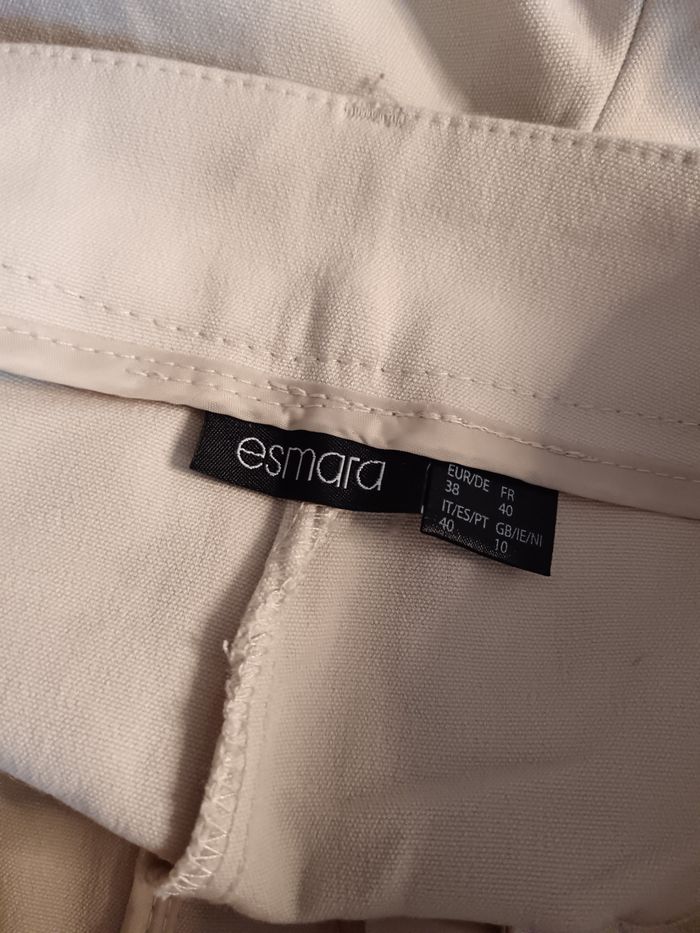 esmara
EUR/DE FR
38 40
IT/ES/PT GB/IE/NI
40 10